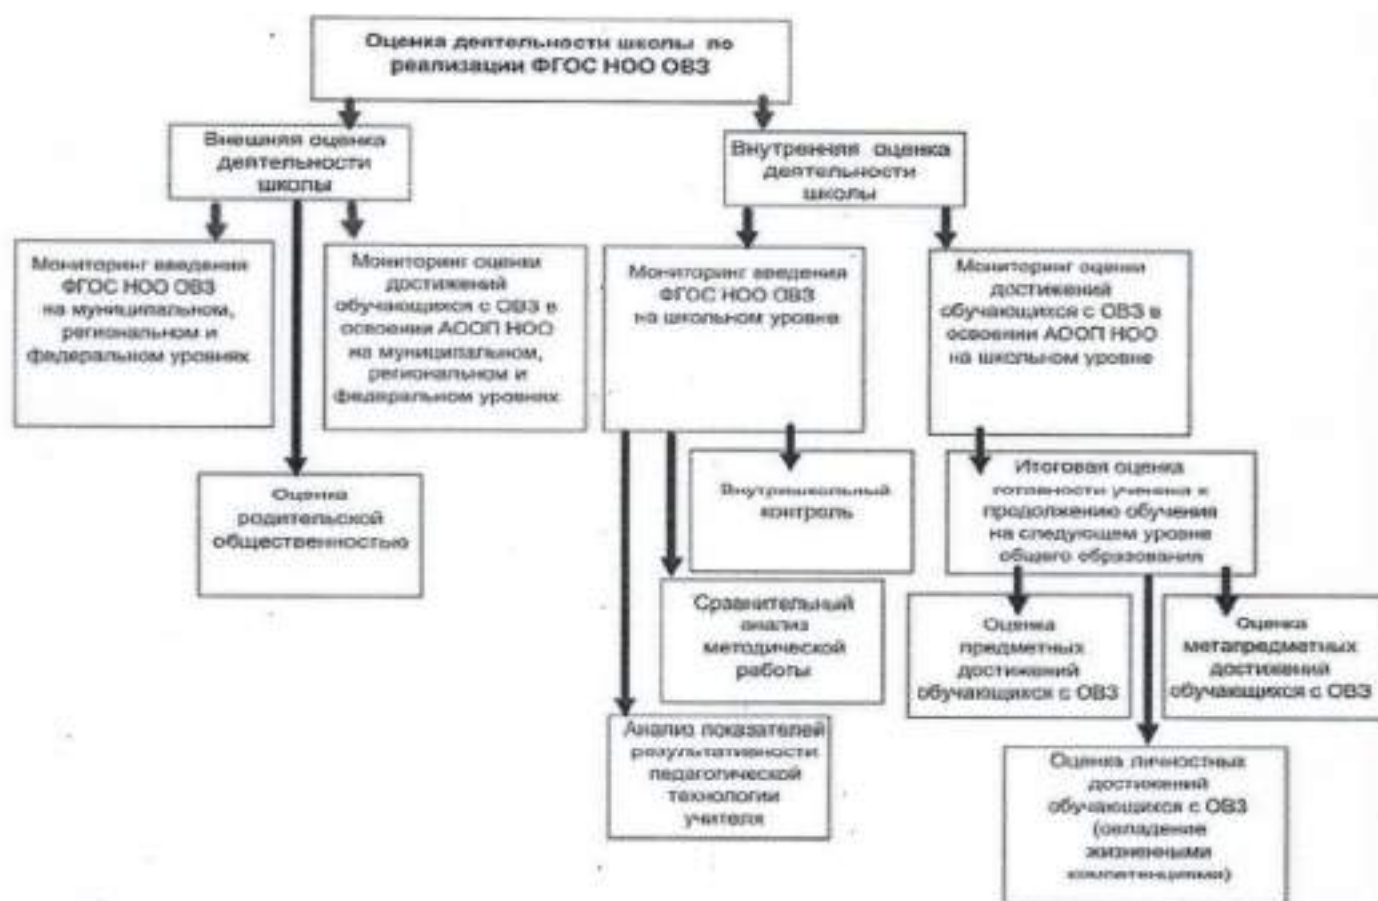 Оценка деятельности школы по
реализации ФГОС НОО ОВЗ
Внешняя оценка
деятельности
школы
Внутренняя оценка
деятельности
школы
Мониторинг введения
ФГОС НОО ОВЗ
на муниципальном,
региональном и
федеральном уровнях
Мониторинг оценки
достижений
обучающихся с ОВЗ в
освоении АООП НОО
на муниципальном,
региональном и
федеральном уровнях
Мониторинг введения
ФГОС НОО ОВЗ
на школьном уровне
Мониторинг оценки
достижений
обучающихся с ОВЗ в
освоении АООП НОО
на школьном уровне
Оценка
родительской
общественностью
Внутришкольный
контроль
Итоговая оценка
готовности ученика к
продолжению обучения
на следующем уровне
общего образования
Сравнительный
анализ
методической
работы
Оценка
предметных
достижений
обучающихся с ОВЗ
Оценка
метапредметных
достижений
обучающихся с ОВЗ
Анализ показателей
результативности
педагогической
технологии
учителя
Оценка личностных
достижений
обучающихся с ОВЗ
(овладение
жизненными
компетенциями)